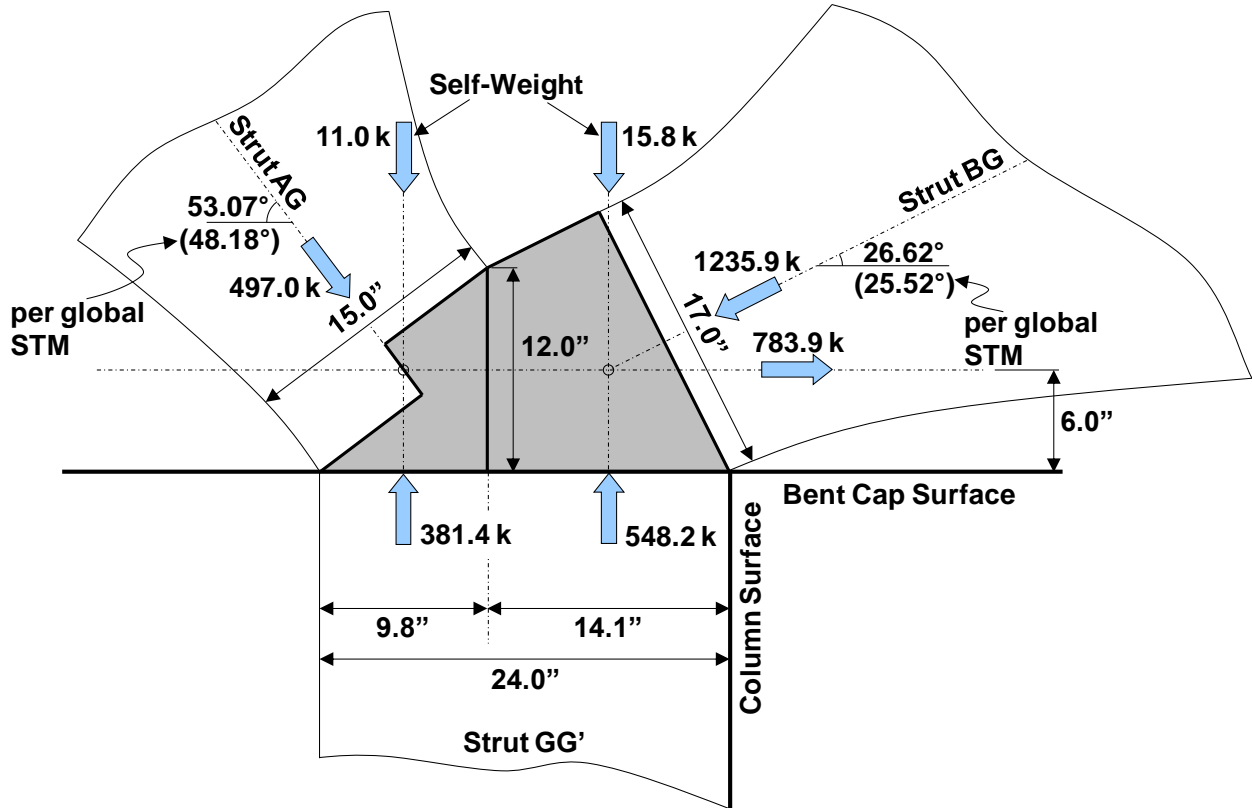 Self-Weight
11.0 k
15.8 k
Strut AG
Strut BG
53.07°
(48.18°)
497.0 k
15.0”
per global
STM
1235.9 k
26.62°
(25.52°)
17.0”
783.9 k
per global
STM
12.0”
6.0”
Bent Cap Surface
381.4 k
548.2 k
Column Surface
9.8”
14.1”
24.0”
Strut GG’